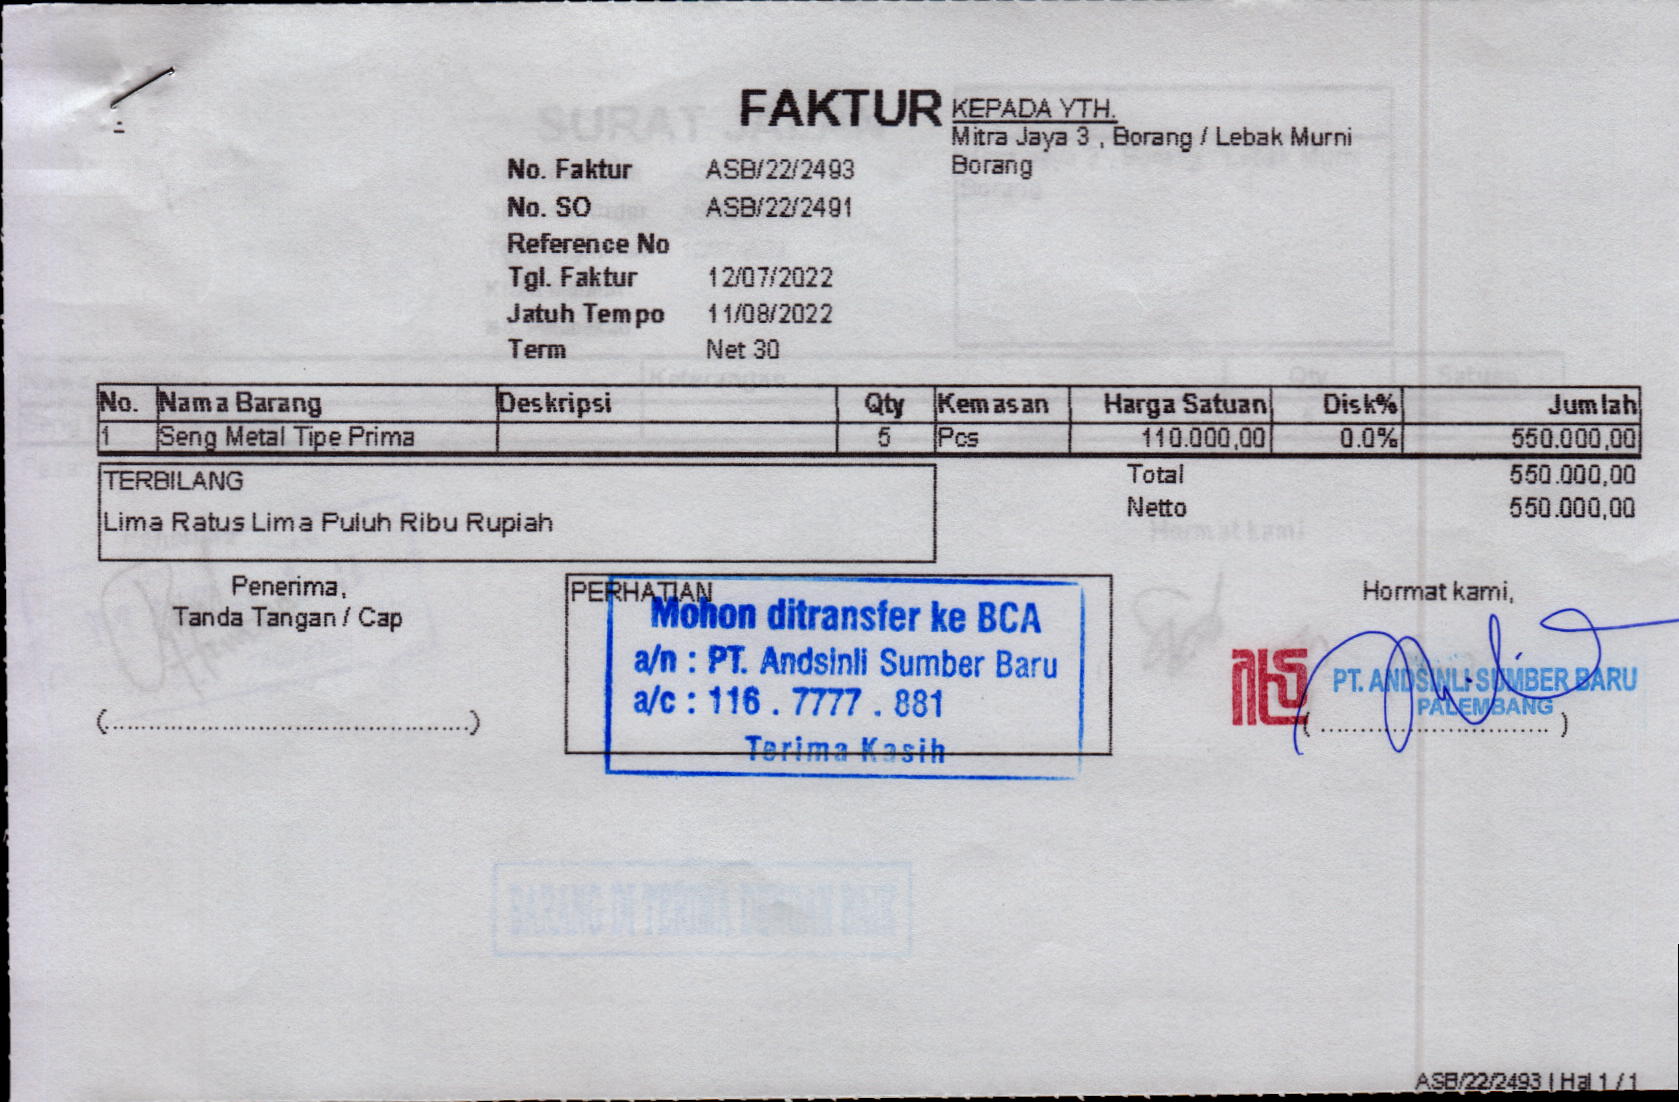 FAKTUR
KEPADA YTH.
Mitra Jaya 3 , Borang / Lebak Murni
Borang
No. Faktur ASB/22/2493
No. SO ASB/22/2491
Reference No
Tgl. Faktur 12/07/2022
Jatuh Tempo 11/08/2022
Term Net 30
No. Nama Barang Deskripsi Qty Kemasan Harga Satuan Disk% Jumlah
1 Seng Metal Tipe Prima 5 Pcs 110.000,00 0.0% 550.000,00
Total 550.000,00
Netto 550.000,00
TERBILANG
Lima Ratus Lima Puluh Ribu Rupiah
Penerima,
Tanda Tangan / Cap
(................................................)
PERHATIAN
Mohon ditransfer ke BCA
a/n : PT. Andsinli Sumber Baru
a/c : 116 . 7777 . 881
Terima Kasih
Hormat kami,
PT. ANDSINLI SUMBER BARU
PALEMBANG
(..............................)
ASB/22/2493 | Hal 1 / 1